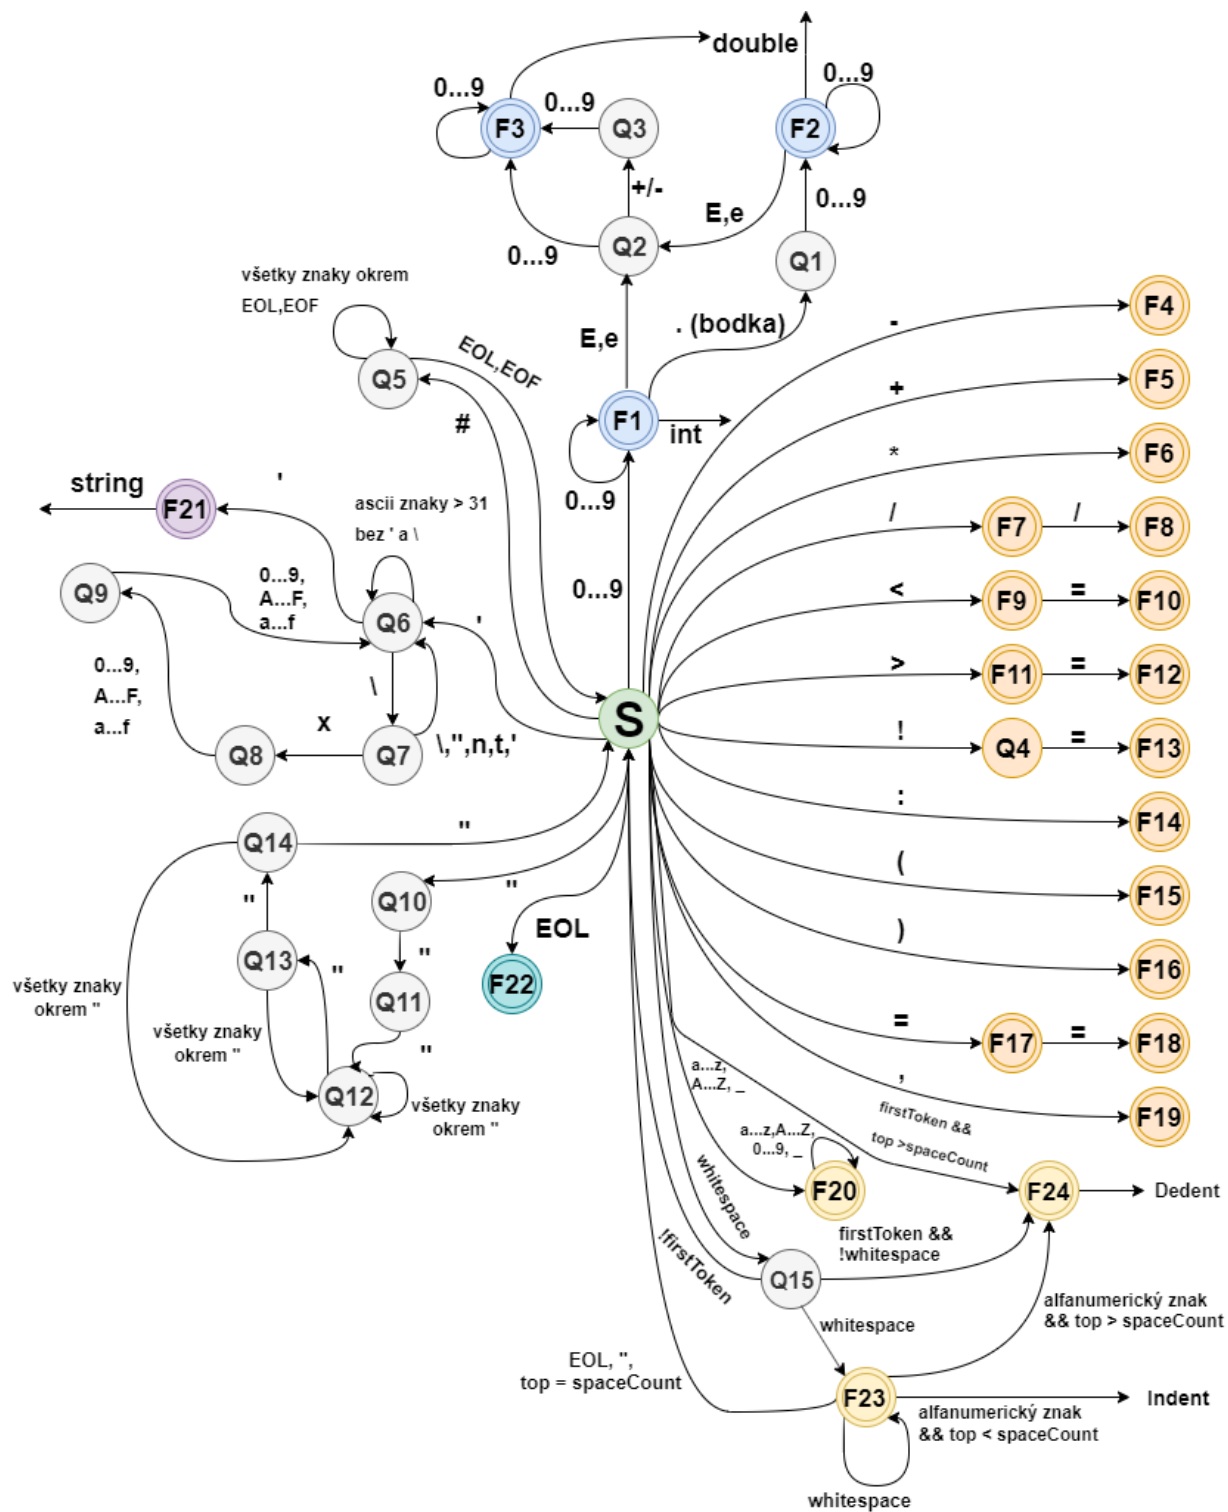 double
0...9
0...9
0...9
F3
Q3
F2
+/-
E,e
0...9
0...9
Q2
Q1
všetky znaky okrem
EOL,EOF
EOL,EOF
E,e
. (bodka)
-
F4
Q5
#
F1
int
+
F5
*
F6
0...9
string
'
F21
ascii znaky > 31
bez ' a \
/
F7
/
F8
Q9
0...9,
A...F,
a...f
Q6
'
0...9
<
F9
=
F10
0...9,
A...F,
a...f
\
>
F11
=
F12
S
x
Q8
Q7
\,",n,t,'
!
Q4
=
F13
:
F14
Q14
"
(
F15
"
Q10
"
)
F16
EOL
Q13
"
"
F22
Q11
všetky znaky
okrem "
všetky znaky
okrem "
"
=
F17
=
F18
Q12
všetky znaky
okrem "
a...z,
A...Z, _
,
F19
firstToken &&
top >spaceCount
a...z,A...Z,
0...9, _
F20
F24
Dedent
whitespace
!firstToken
firstToken &&
!whitespace
Q15
whitespace
alfanumerický znak
&& top > spaceCount
EOL, ",
top = spaceCount
F23
Indent
alfanumerický znak
&& top < spaceCount
whitespace